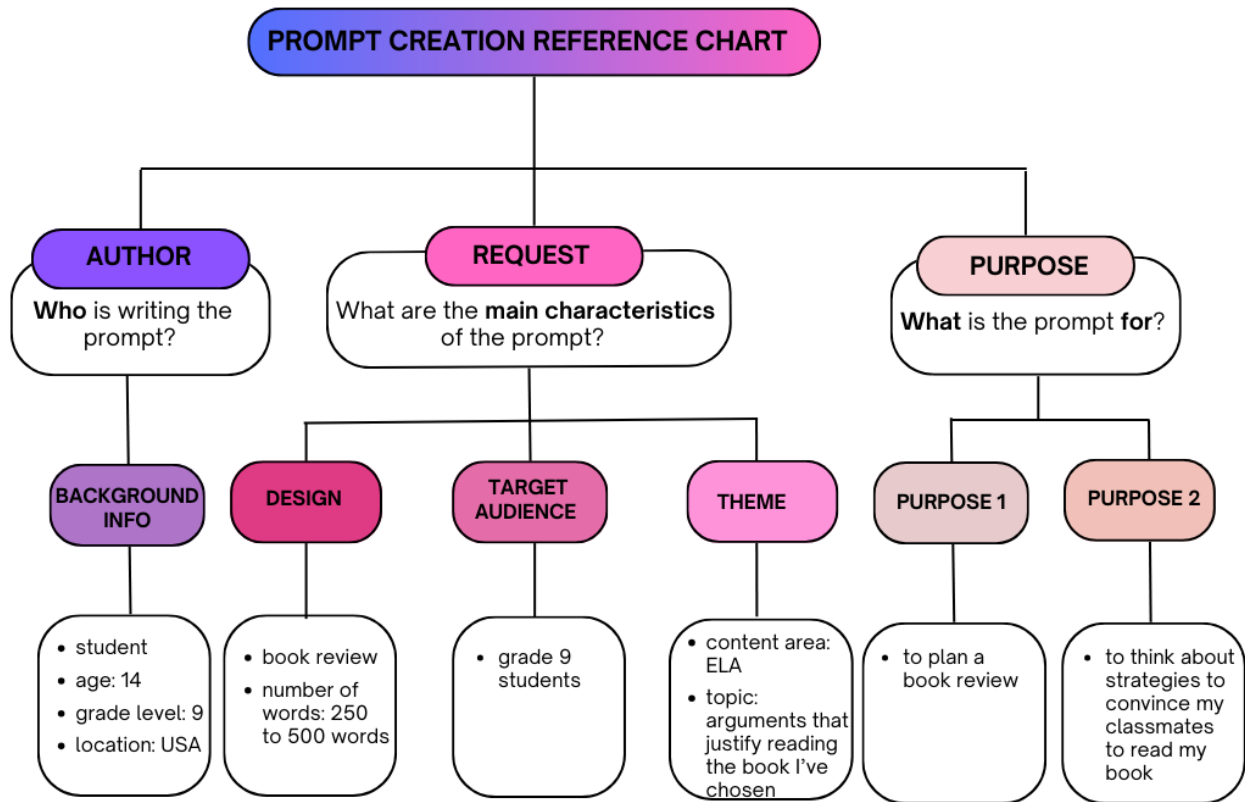 PROMPT CREATION REFERENCE CHART
AUTHOR
Who is writing the
prompt?
REQUEST
What are the main characteristics
of the prompt?
PURPOSE
What is the prompt for?
BACKGROUND
INFO
• student
• age: 14
• grade level: 9
• location: USA
DESIGN
• book review
• number of
words: 250
to 500 words
TARGET
AUDIENCE
• grade 9
students
THEME
• content area:
ELA
• topic:
arguments that
justify reading
the book I’ve
chosen
PURPOSE 1
• to plan a
book review
PURPOSE 2
• to think about
strategies to
convince my
classmates
to read my
book